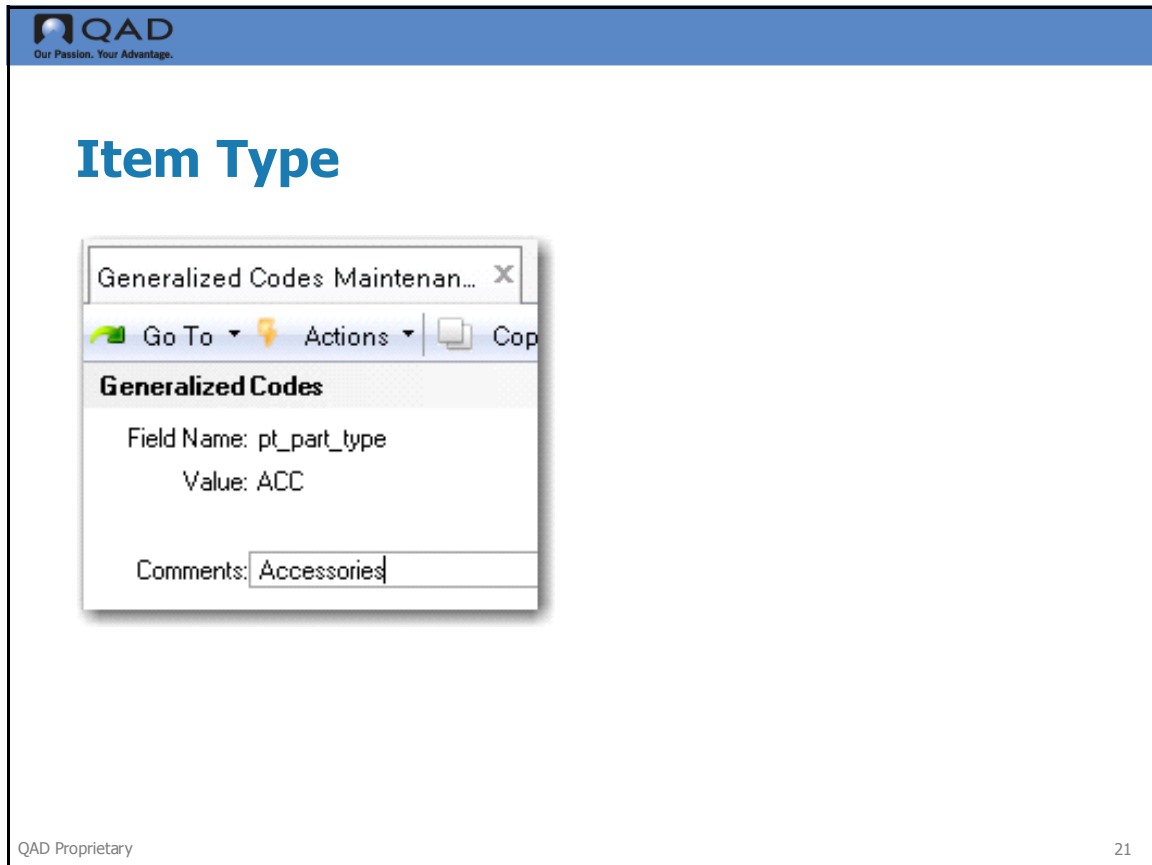 QAD
Our Passion. Your Advantage.
Item Type
Generalized Codes Maintenan... X
Go To Actions Cop
Generalized Codes
Field Name: pt_part_type
Value: ACC
Comments: Accessories
QAD Proprietary 21